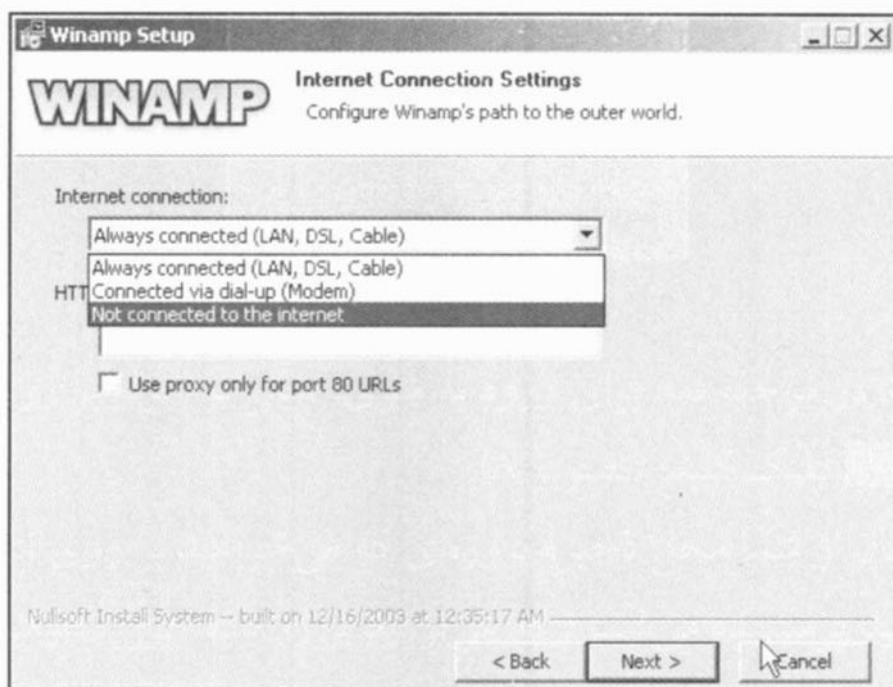 Winamp Setup
WINAMP
Internet Connection Settings
Configure Winamp's path to the outer world.
Internet connection:
Always connected (LAN, DSL, Cable)
Always connected (LAN, DSL, Cable)
HTT Connected via dial-up (Modem)
Not connected to the internet
Use proxy only for port 80 URLs
Nullsoft Install System -- built on 12/16/2003 at 12:35:17 AM
< Back Next > Cancel